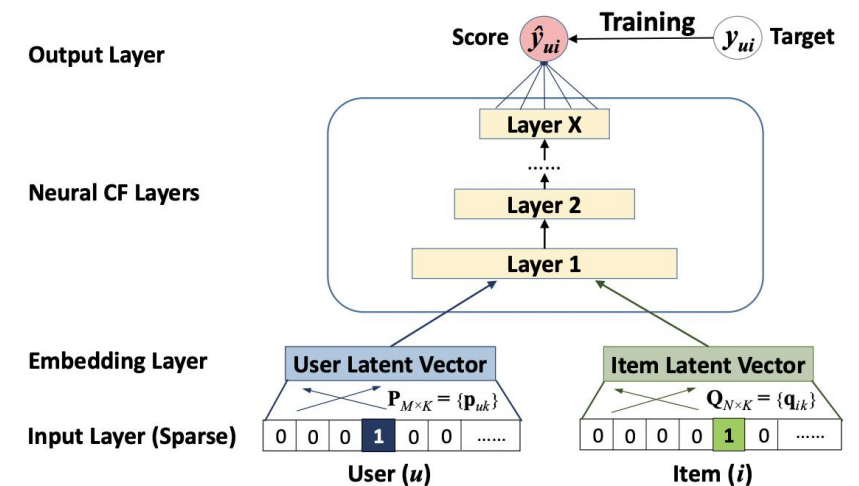 Output Layer
Score
ŷui
Training
yui
Target
Neural CF Layers
Layer X
......
Layer 2
Layer 1
Embedding Layer
User Latent Vector
Item Latent Vector
PM×K = {puk}
QN×K = {qik}
Input Layer (Sparse)
0 0 0 1 0 0 ......
0 0 0 0 1 0 ......
User (u)
Item (i)